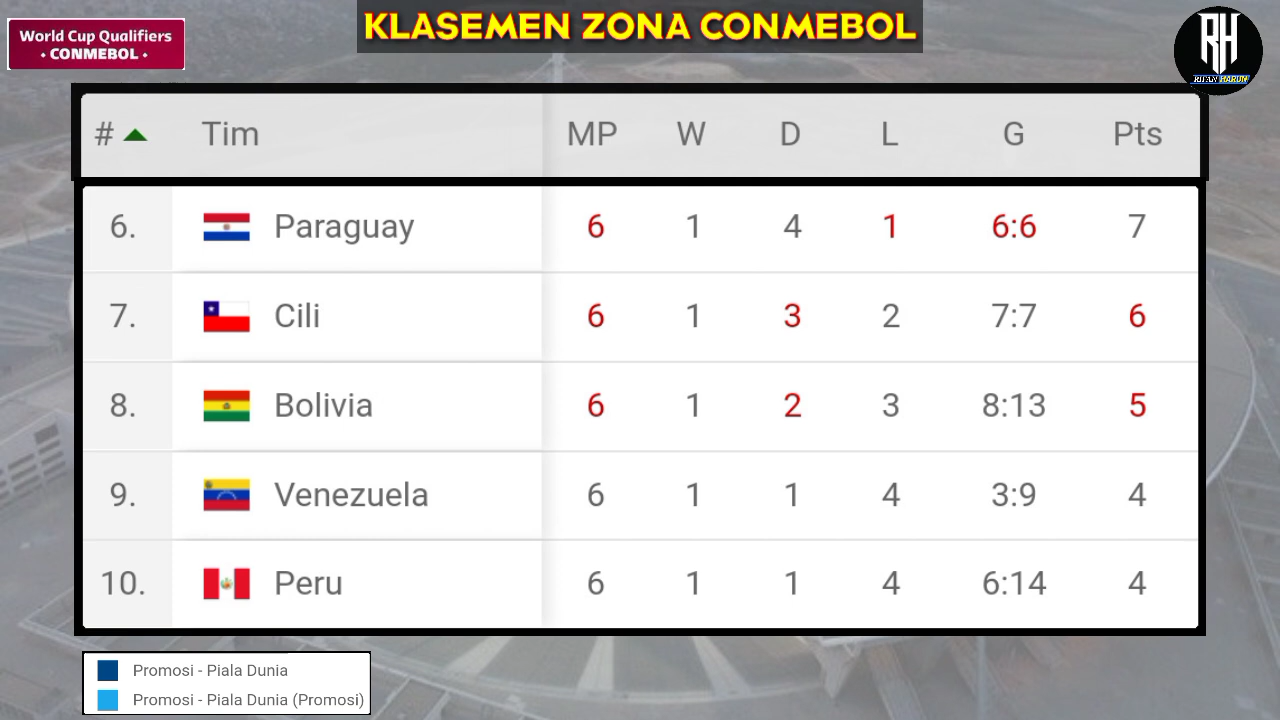 KLASEMEN ZONA CONMEBOL
World Cup Qualifiers
• CONMEBOL •
RH
RIFAN HARUN
# Tim MP W D L G Pts
6. Paraguay 6 1 4 1 6:6 7
7. Cili 6 1 3 2 7:7 6
8. Bolivia 6 1 2 3 8:13 5
9. Venezuela 6 1 1 4 3:9 4
10. Peru 6 1 1 4 6:14 4
Promosi - Piala Dunia
Promosi - Piala Dunia (Promosi)